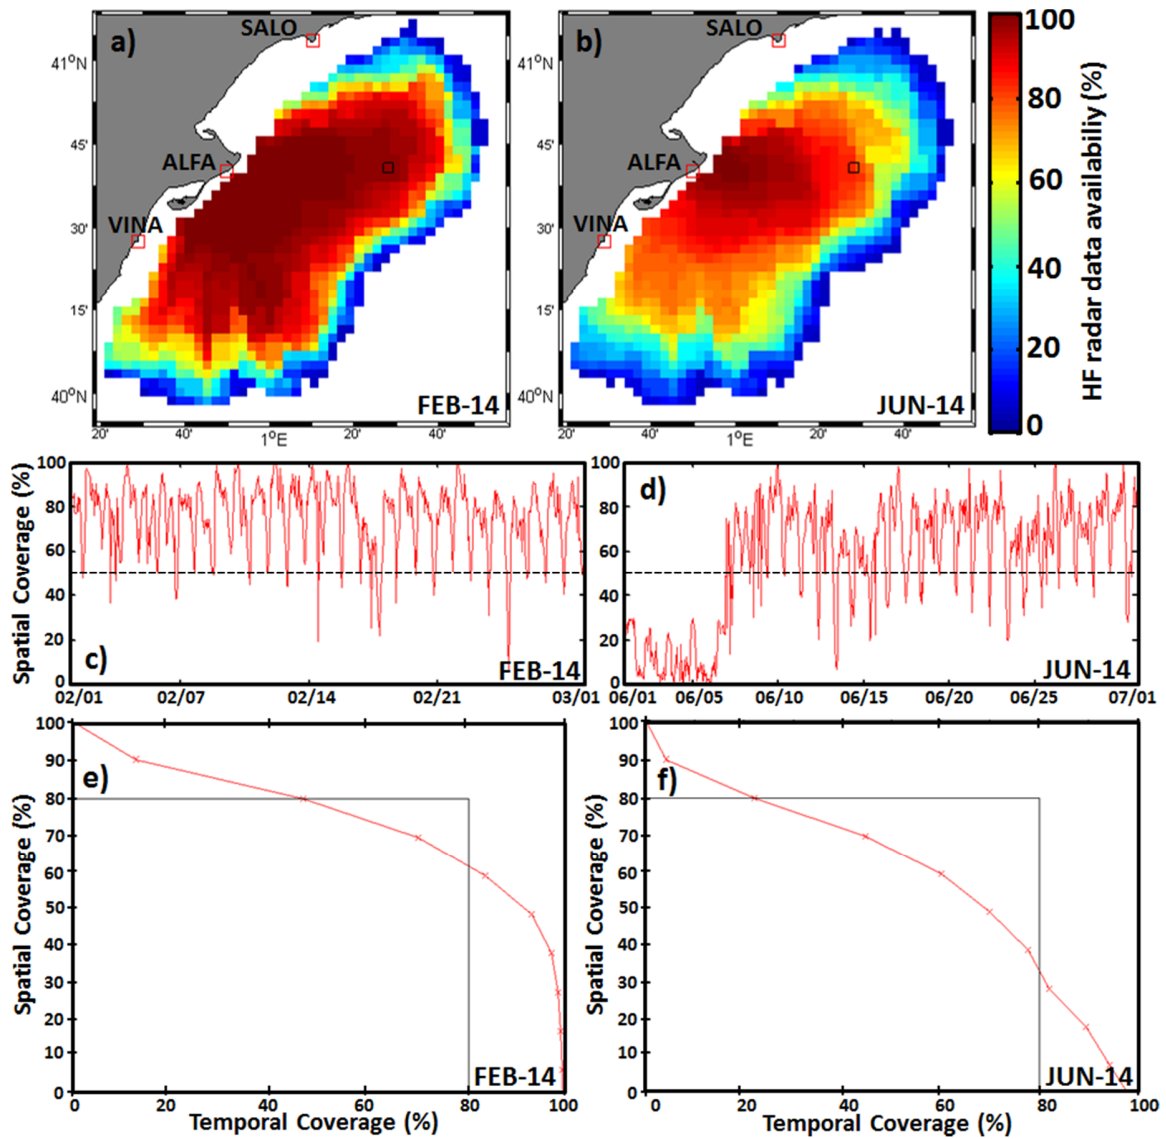 a)
SALO
41°N
45'
ALFA
VINA
30'
15'
40°N
FEB-14
20'
40'
1°E
20'
40'
b)
SALO
41°N
45'
ALFA
VINA
30'
15'
40°N
JUN-14
20'
40'
1°E
20'
40'
100
80
60
40
20
0
HF radar data availabiliy (%)
Spatial Coverage (%)
100
80
60
40
20
0
c)
FEB-14
02/01
02/07
02/14
02/21
03/01
100
80
60
40
20
0
d)
JUN-14
06/01
06/05
06/10
06/15
06/20
06/25
07/01
Spatial Coverage (%)
100
90
80
70
60
50
40
30
20
10
0
e)
FEB-14
0
20
40
60
80
100
Temporal Coverage (%)
Spatial Coverage (%)
100
90
80
70
60
50
40
30
20
10
0
f)
JUN-14
0
20
40
60
80
100
Temporal Coverage (%)